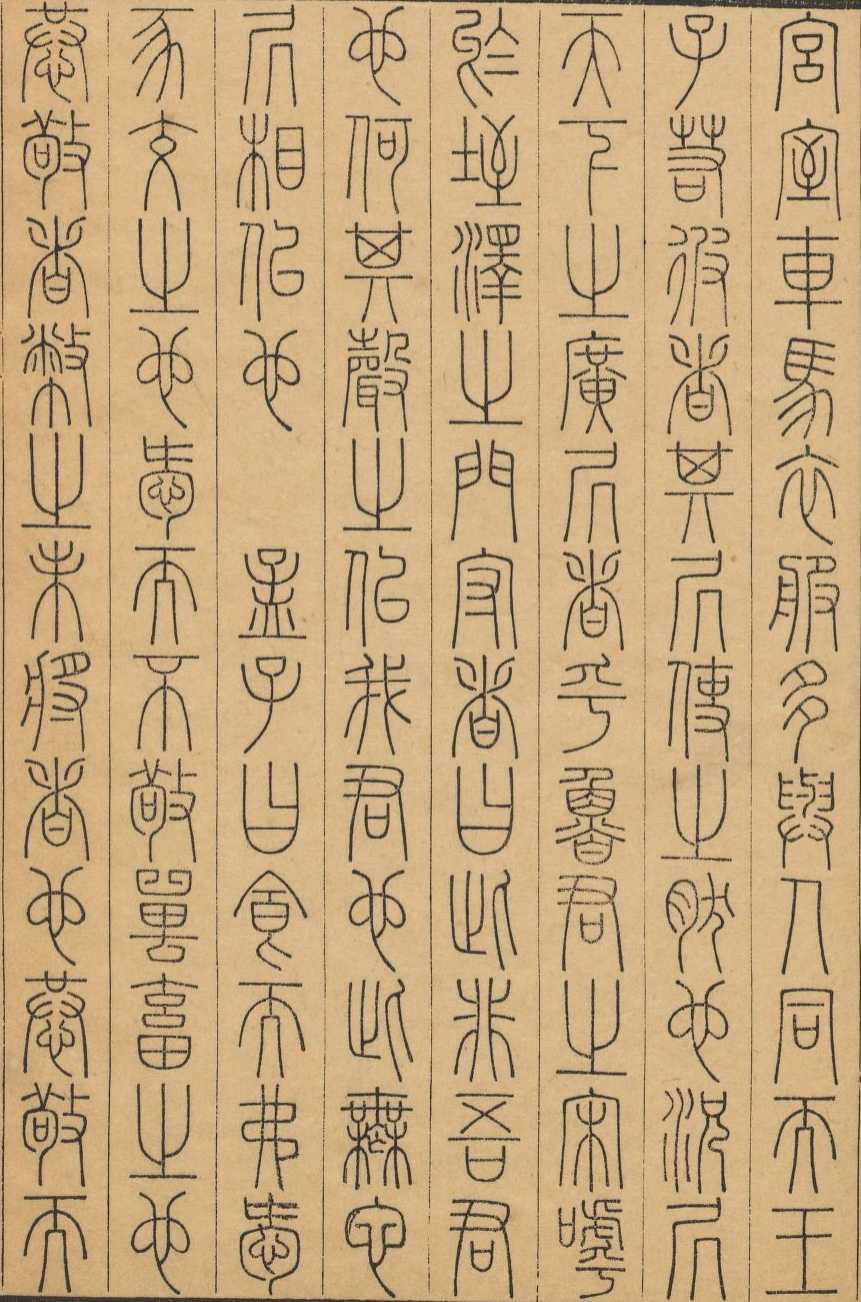 宮室車馬衣服多與人同而王
子若彼者其居使之然也況居
天下之廣居者乎魯君之宋呼
於垤澤之門守者曰此非吾君
也何其聲之似我君也此無它
居相似也　孟子曰食而弗愛
豕交之也愛而不敬獸畜之也
恭敬者幣之未將者也恭敬而